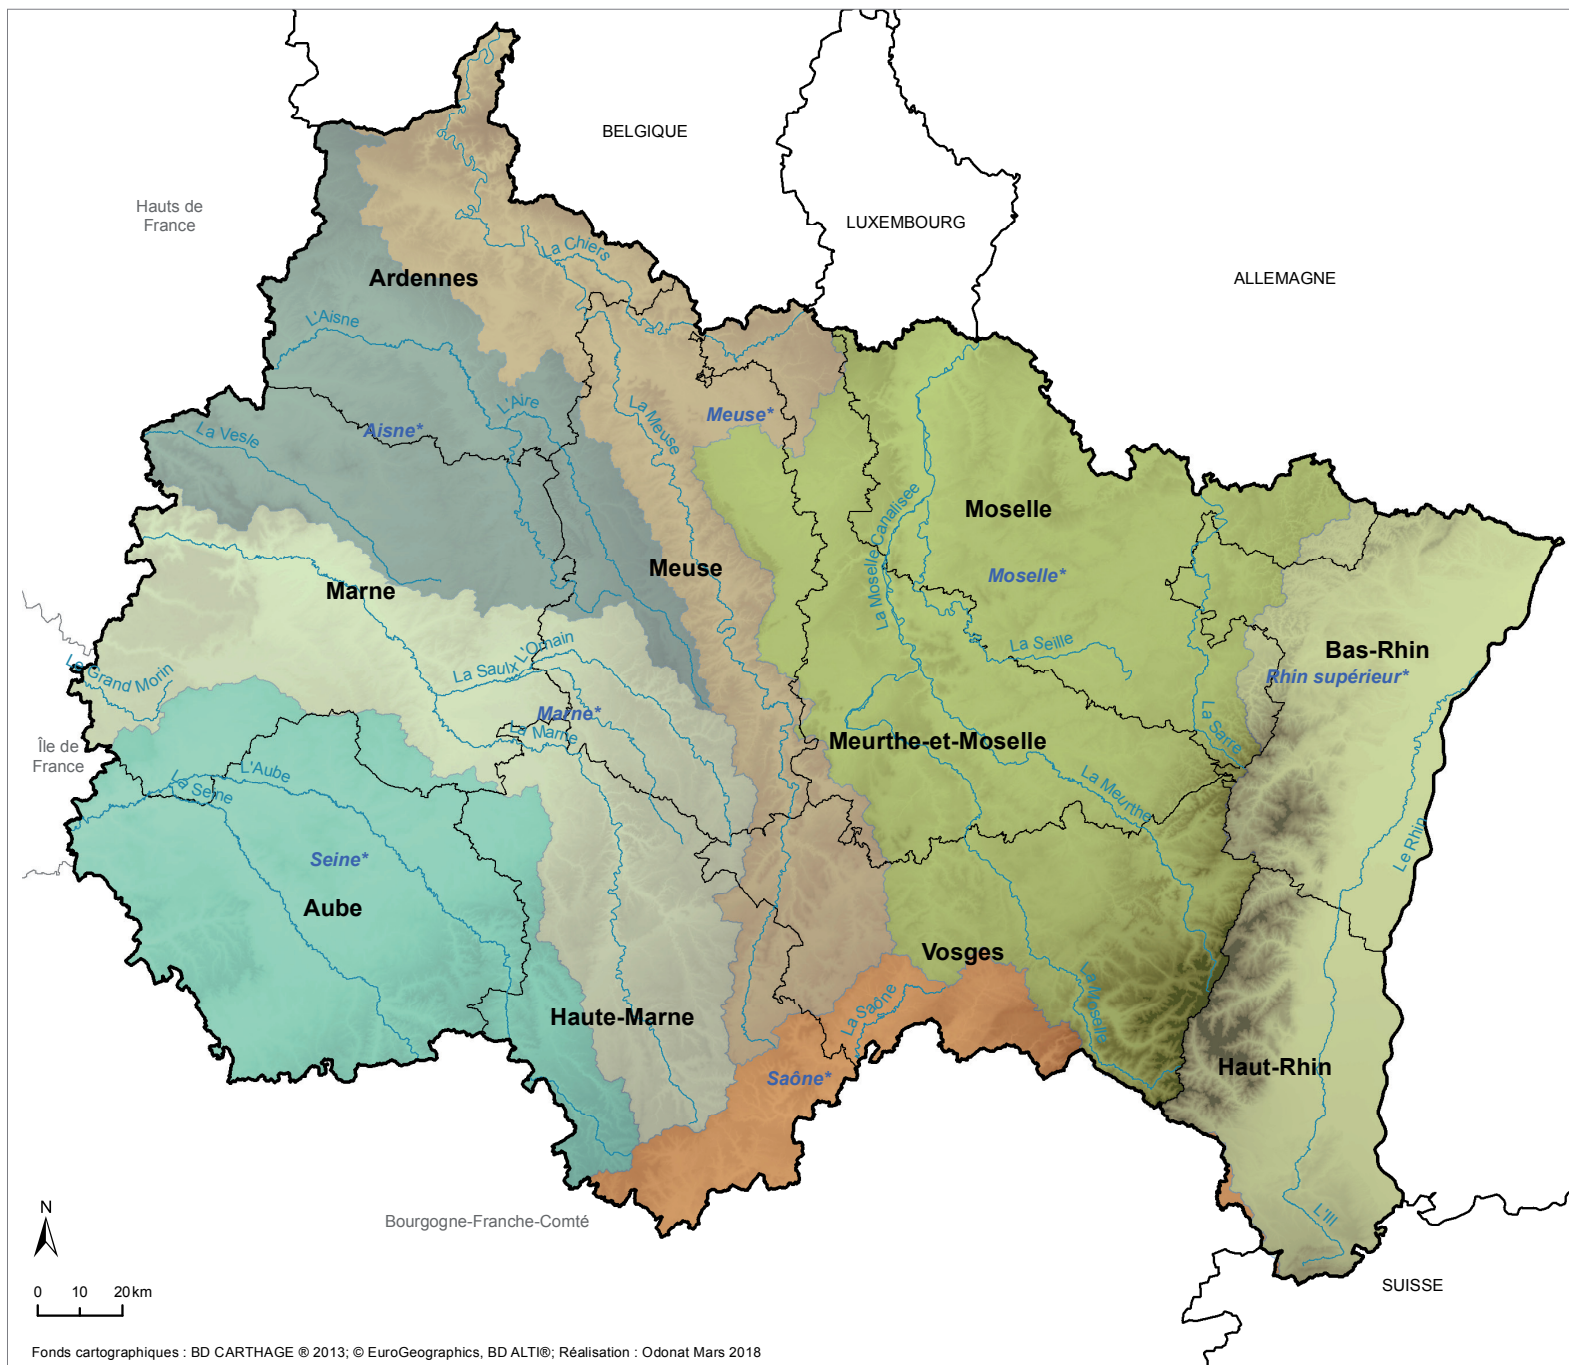 BELGIQUE
Hauts de
France
LUXEMBOURG
La Chiers
Ardennes
ALLEMAGNE
L'Aisne
L'Aire
La Meuse
Meuse*
Aisne*
La Vesle
La Moselle Canalisée
Moselle
Meuse
Moselle*
Marne
L'Ornain
La Saulx
La Seille
Bas-Rhin
Rhin supérieur*
Le Grand Morin
Marne*
La Marne
La Sarre
Meurthe-et-Moselle
Île de
France
L'Aube
La Seine
La Meurthe
Le Rhin
Seine*
Aube
Vosges
La Moselle
La Saône
Haute-Marne
Haut-Rhin
Saône*
N
Bourgogne-Franche-Comté
L'Ill
SUISSE
0 10 20 km
Fonds cartographiques : BD CARTHAGE ® 2013; © EuroGeographics, BD ALTI®; Réalisation : Odonat Mars 2018